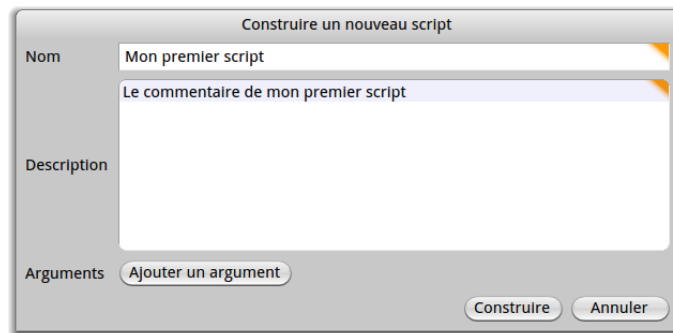 Construire un nouveau script
Nom
Mon premier script
Le commentaire de mon premier script
Description
Arguments
Ajouter un argument
Construire
Annuler